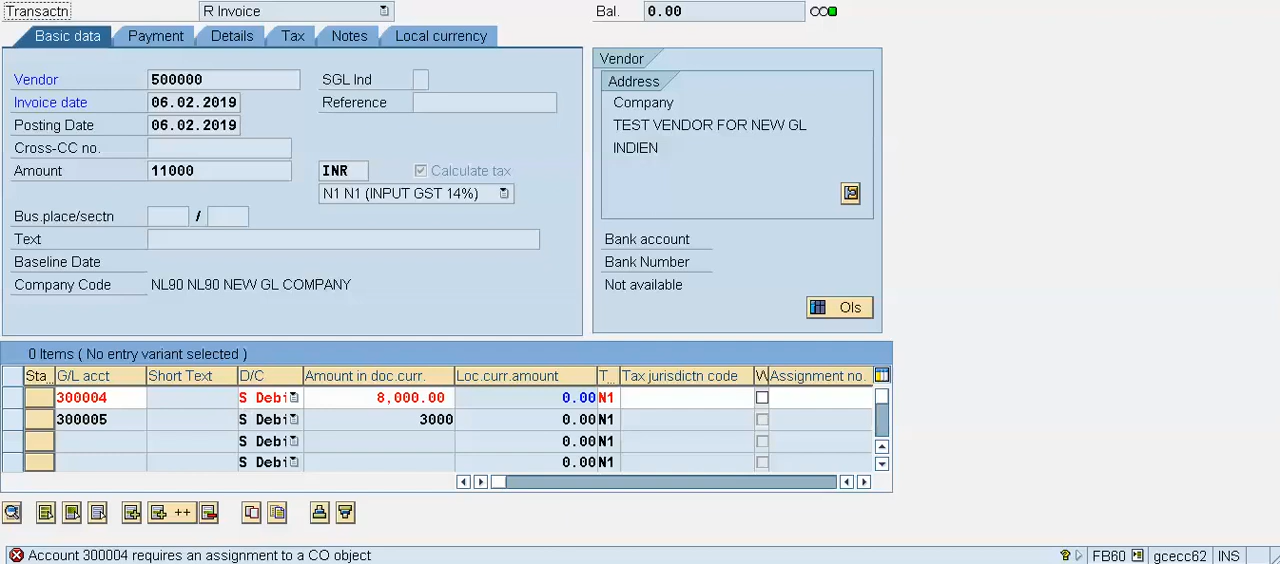 Transactn R Invoice Bal. 0.00
Basic data Payment Details Tax Notes Local currency
Vendor 500000 SGL Ind
Invoice date 06.02.2019 Reference
Posting Date 06.02.2019
Cross-CC no.
Amount 11000 INR Calculate tax
N1 N1 (INPUT GST 14%)
Bus.place/sectn /
Text
Baseline Date
Company Code NL90 NL90 NEW GL COMPANY
Vendor
Address
Company
TEST VENDOR FOR NEW GL
INDIEN
Bank account
Bank Number
Not available
OIs
0 Items ( No entry variant selected )
Sta... G/L acct Short Text D/C Amount in doc.curr. Loc.curr.amount T... Tax jurisdictn code W Assignment no.
300004 S Debi 8,000.00 0.00 N1
300005 S Debi 3000 0.00 N1
S Debi 0.00 N1
S Debi 0.00 N1
++
Account 300004 requires an assignment to a CO object FB60 gcecc62 INS